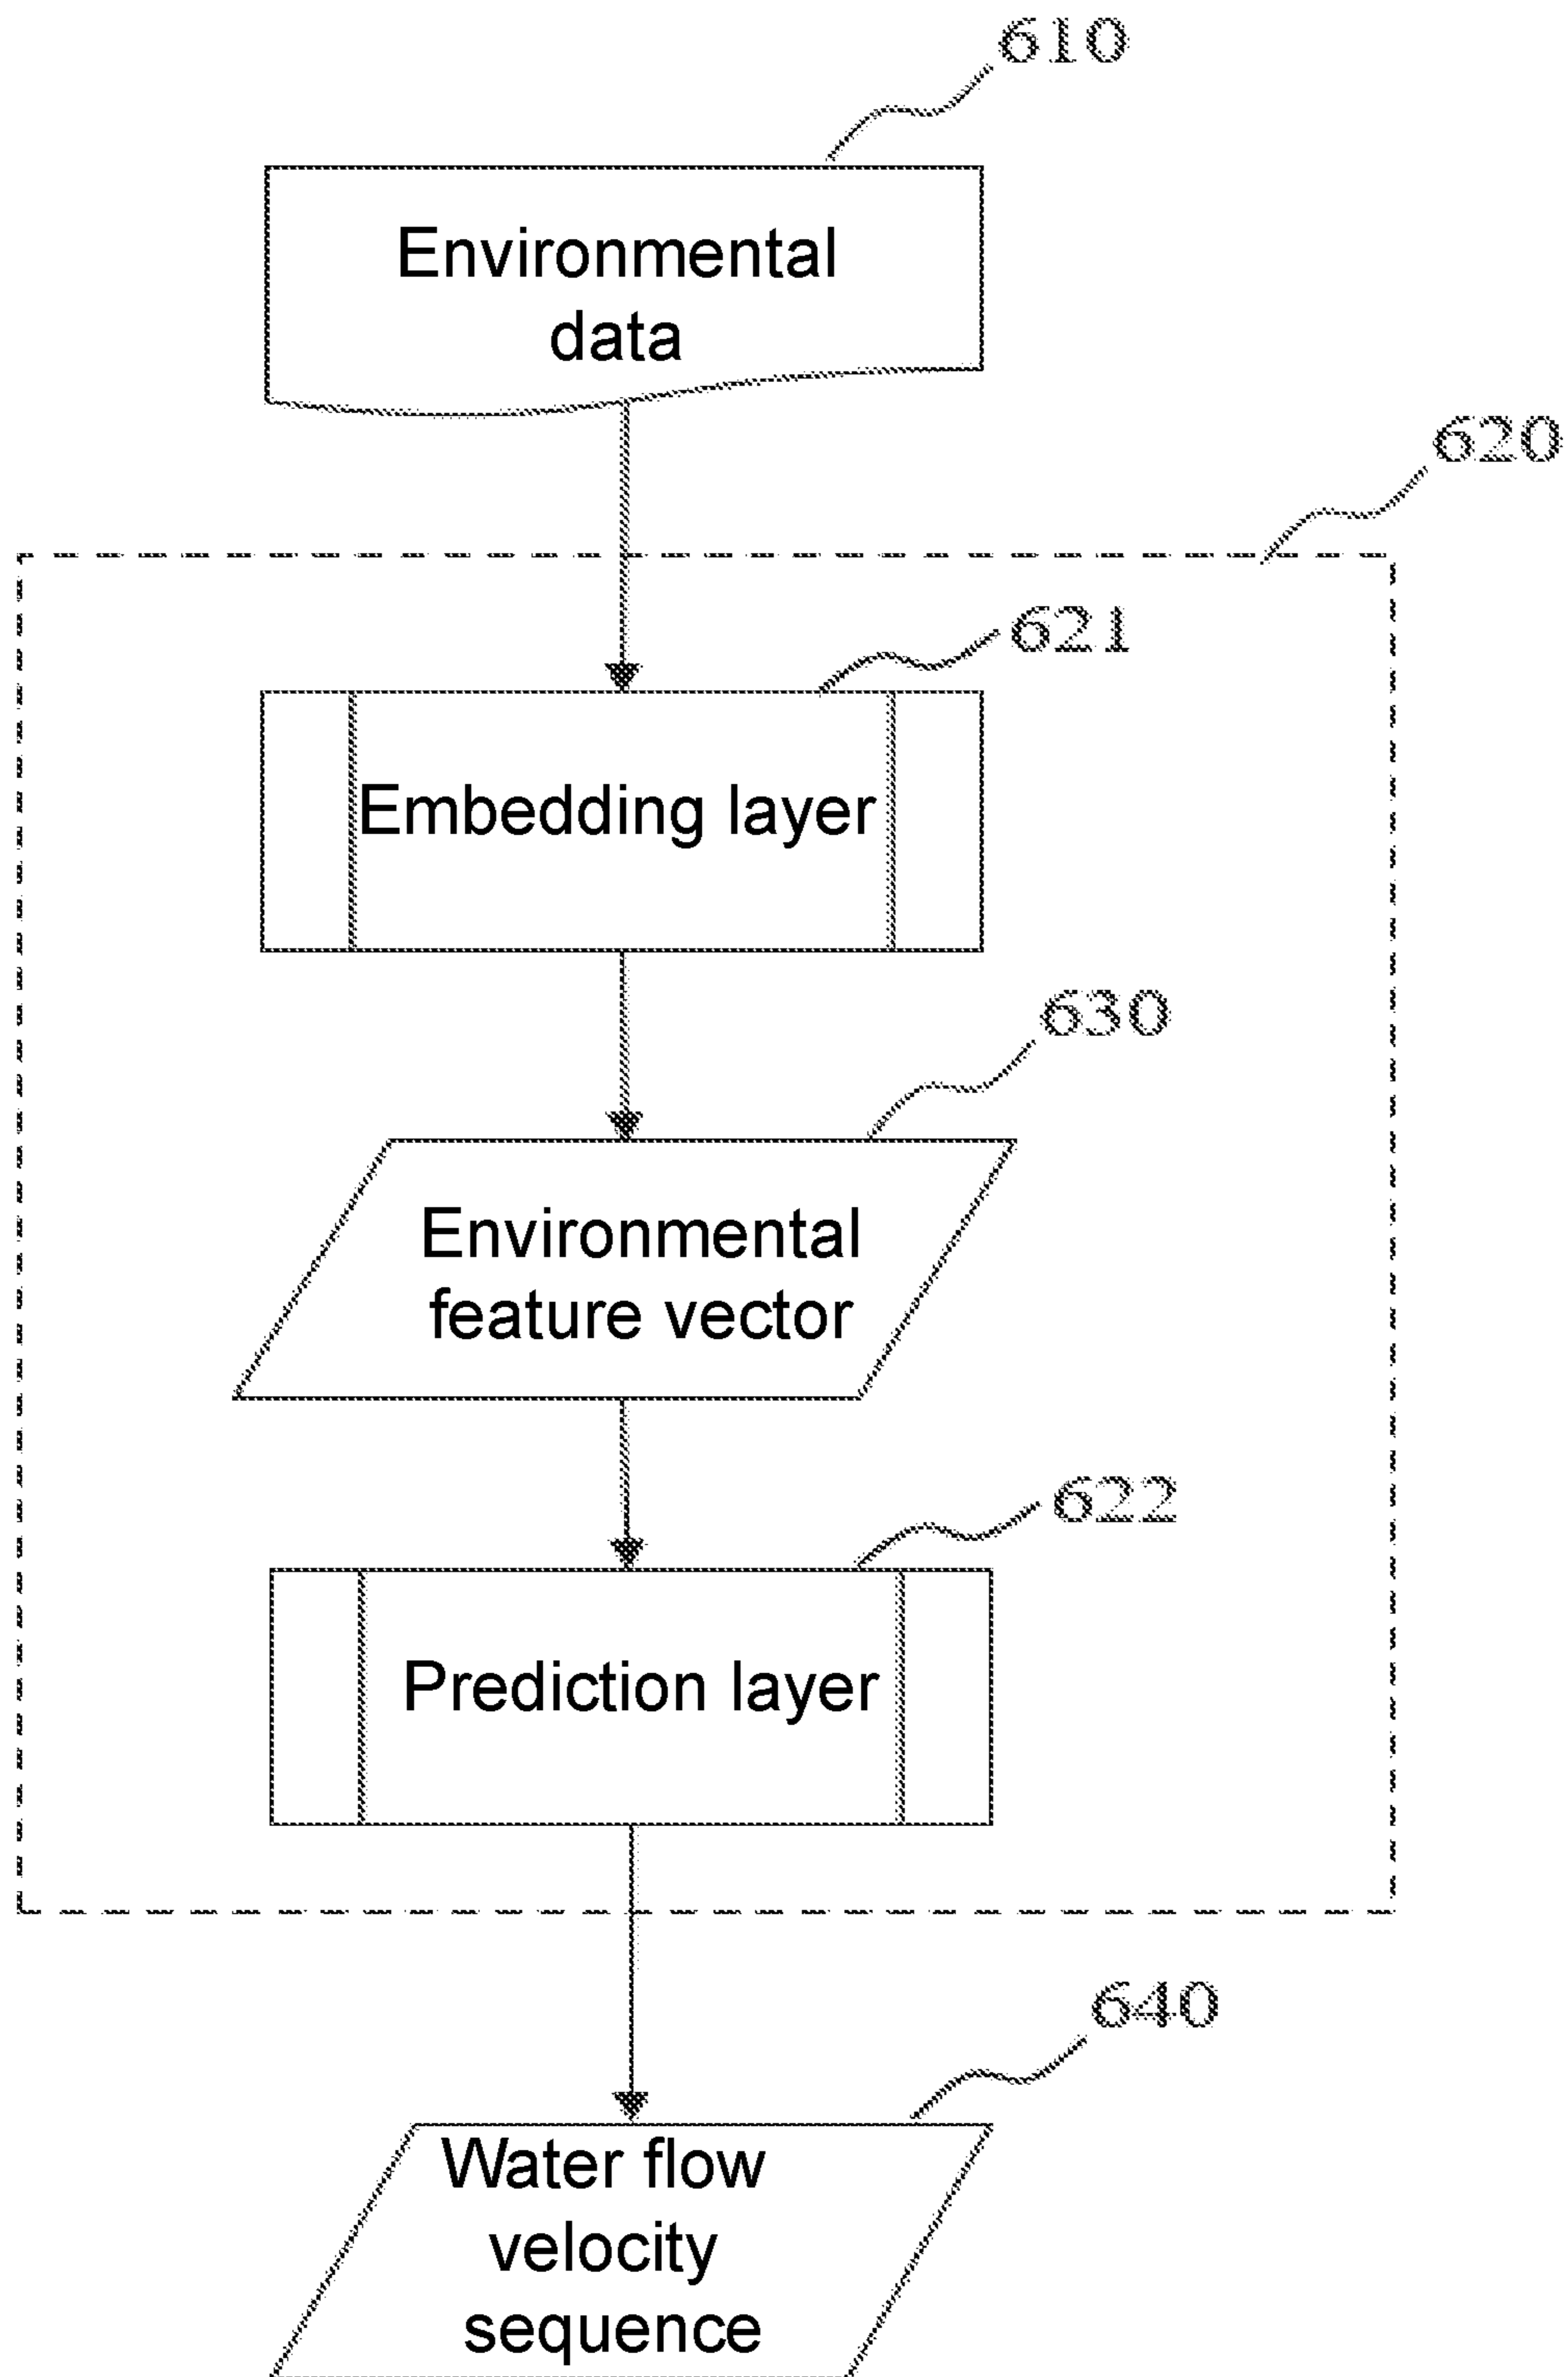 610
Environmental
data
620
621
Embedding layer
630
Environmental
feature vector
622
Prediction layer
640
Water flow
velocity
sequence